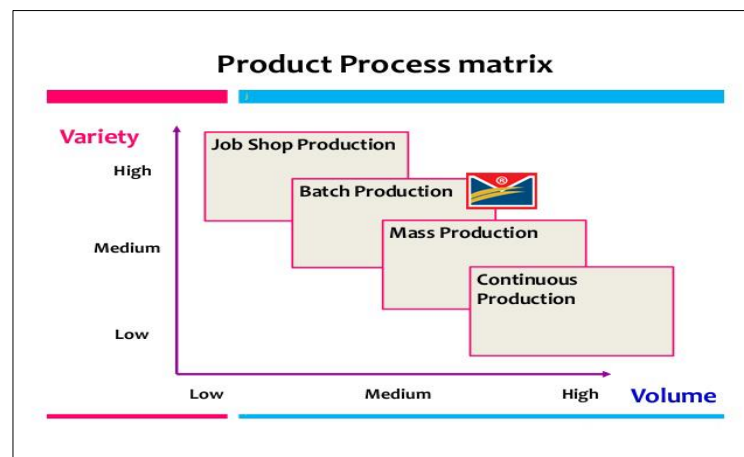 Product Process matrix
Variety
Job Shop Production
High
Batch Production
®
Mass Production
Medium
Continuous
Production
Low
Low Medium High Volume